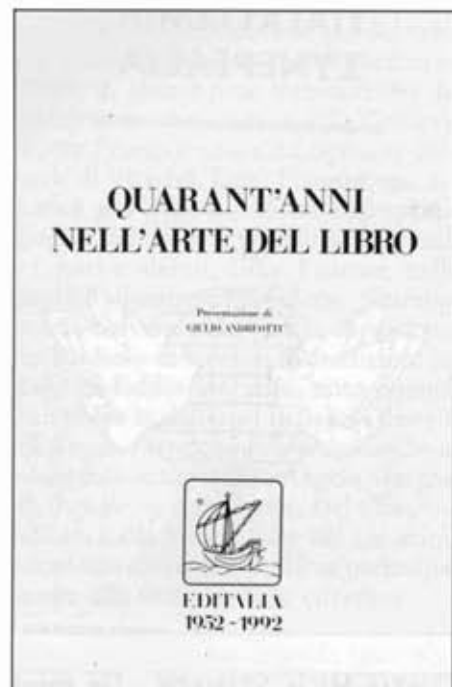 QUARANT'ANNI
NELL'ARTE DEL LIBRO
Presentazione di
GIULIO ANDREOTTI
EDITALIA
1952 - 1992